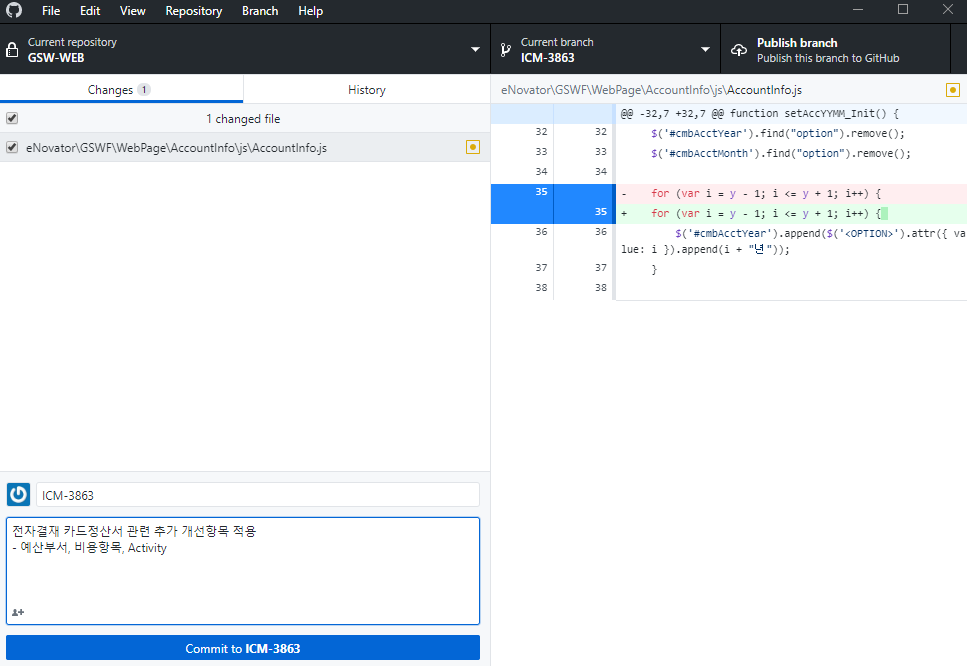 File Edit View Repository Branch Help
Current repository
GSW-WEB
Current branch
ICM-3863
Publish branch
Publish this branch to GitHub
Changes 1
History
1 changed file
eNovator\GSWF\WebPage\AccountInfo\js\AccountInfo.js
eNovator\GSWF\WebPage\AccountInfo\js\AccountInfo.js
@@ -32,7 +32,7 @@ function setAccYYMM_Init() {
32 32 $('#cmbAcctYear').find("option").remove();
33 33 $('#cmbAcctMonth').find("option").remove();
34 34
35 - for (var i = y - 1; i <= y + 1; i++) {
35 + for (var i = y - 1; i <= y + 1; i++) {
36 36 $('#cmbAcctYear').append($('<OPTION>').attr({ va
lue: i }).append(i + "년"));
37 37 }
38 38
ICM-3863
전자결재 카드정산서 관련 추가 개선항목 적용
- 예산부서, 비용항목, Activity
Commit to ICM-3863